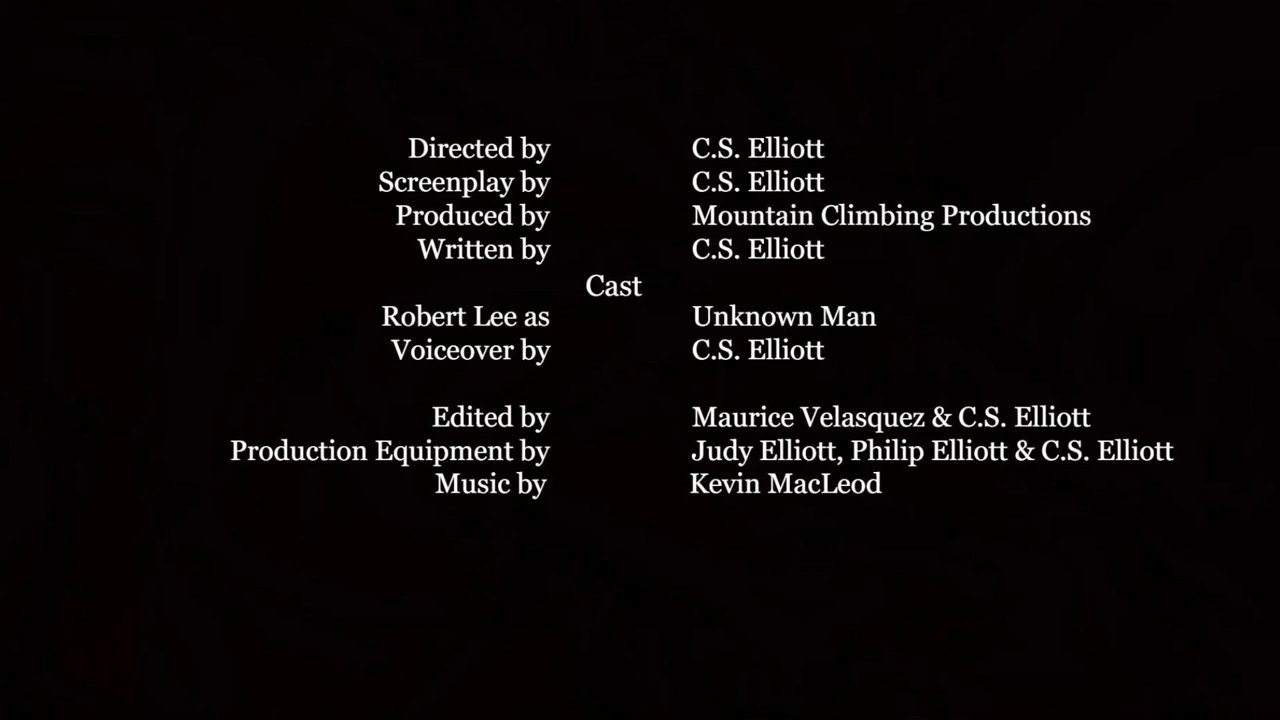 Directed by C.S. Elliott
Screenplay by C.S. Elliott
Produced by Mountain Climbing Productions
Written by C.S. Elliott
Cast
Robert Lee as Unknown Man
Voiceover by C.S. Elliott
Edited by Maurice Velasquez & C.S. Elliott
Production Equipment by Judy Elliott, Philip Elliott & C.S. Elliott
Music by Kevin MacLeod